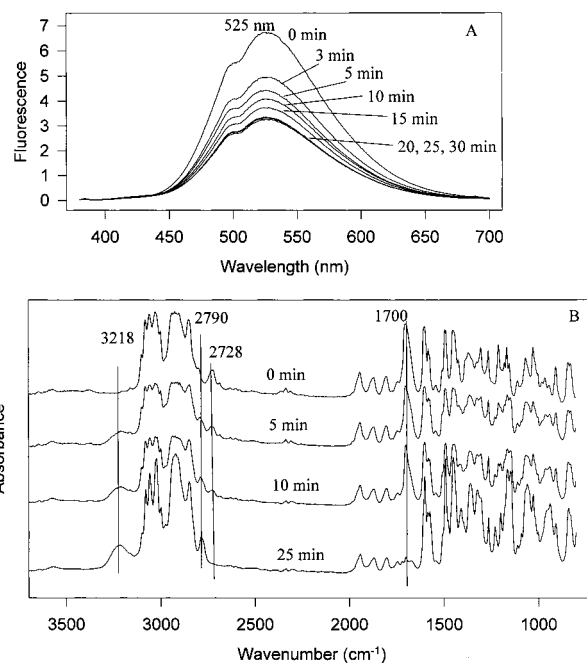 525 nm
A
0 min
3 min
5 min
10 min
15 min
20, 25, 30 min
7
6
5
4
3
2
1
0
Fluorescence
400 450 500 550 600 650 700
Wavelength (nm)
B
3218
2790
2728
1700
0 min
5 min
10 min
25 min
Absorbance
3500 3000 2500 2000 1500 1000
Wavenumber (cm-1)